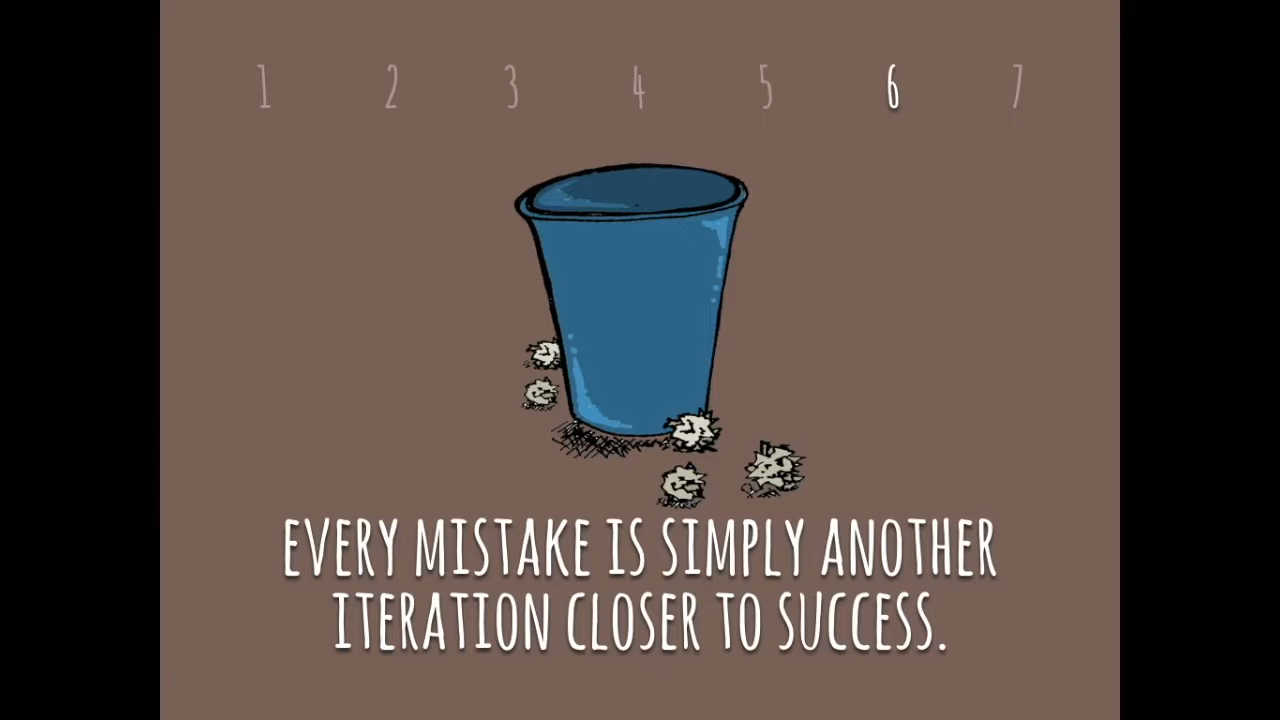 1 2 3 4 5 6 7
EVERY MISTAKE IS SIMPLY ANOTHER
ITERATION CLOSER TO SUCCESS.